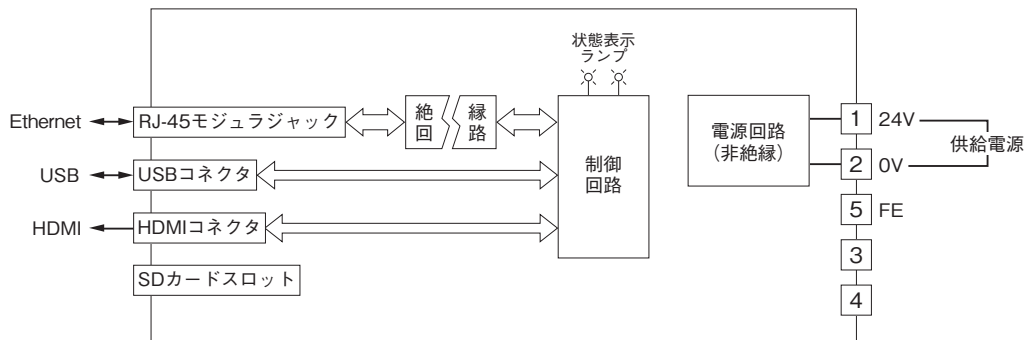 状態表示
ランプ
Ethernet
RJ-45モジュラジャック
絶縁
回路
USB
USBコネクタ
HDMI
HDMIコネクタ
SDカードスロット
制御
回路
電源回路
(非絶縁)
1
24V
2
0V
供給電源
5
FE
3
4